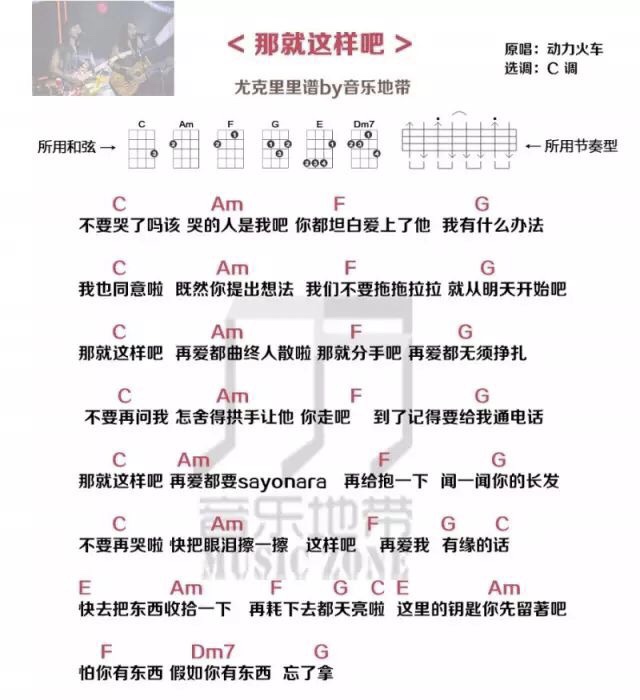 < 那就这样吧 >
原唱：动力火车
选调：C 调
尤克里里谱by音乐地带
C Am F G E Dm7
所用和弦
所用节奏型
C Am F G
不要哭了吗该 哭的人是我吧 你都坦白爱上了他 我有什么办法
C Am F G
我也同意啦 既然你提出想法 我们不要拖拖拉拉 就从明天开始吧
C Am F G
那就这样吧 再爱都曲终人散啦 那就分手吧 再爱都无须挣扎
C Am F G
不要再问我 怎舍得拱手让他 你走吧 到了记得要给我通电话
C Am F G
那就这样吧 再爱都要sayonara 再给抱一下 闻一闻你的长发
C Am F G C
不要再哭啦 快把眼泪擦一擦 这样吧 再爱我 有缘的话
音乐地带
MUSIC ZONE
E Am F G C E Am
快去把东西收拾一下 再耗下去都天亮啦 这里的钥匙你先留著吧
F Dm7 G
怕你有东西 假如你有东西 忘了拿